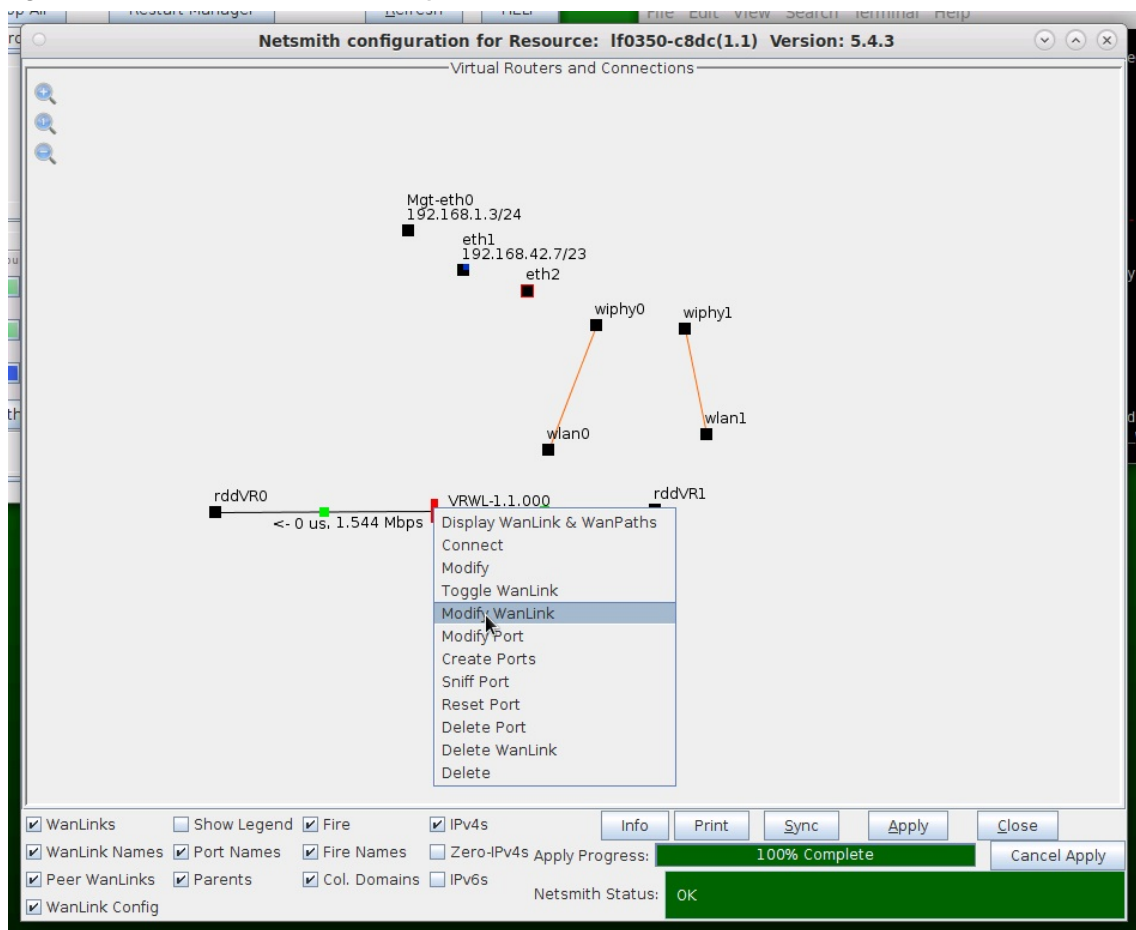 Restart Manager
Refresh
HELP
File Edit View Search Terminal Help
Netsmith configuration for Resource: lf0350-c8dc(1.1) Version: 5.4.3
Virtual Routers and Connections
Mgt-eth0
192.168.1.3/24
eth1
192.168.42.7/23
eth2
wiphy0
wiphy1
wlan1
wlan0
rddVR0
VRWL-1.1.000
rddVR1
<- 0 us, 1.544 Mbps
Display WanLink & WanPaths
Connect
Modify
Toggle WanLink
Modify WanLink
Modify Port
Create Ports
Sniff Port
Reset Port
Delete Port
Delete WanLink
Delete
WanLinks Show Legend Fire IPv4s Info Print Sync Apply Close
WanLink Names Port Names Fire Names Zero-IPv4s Apply Progress: 100% Complete Cancel Apply
Peer WanLinks Parents Col. Domains IPv6s
Netsmith Status: OK
WanLink Config